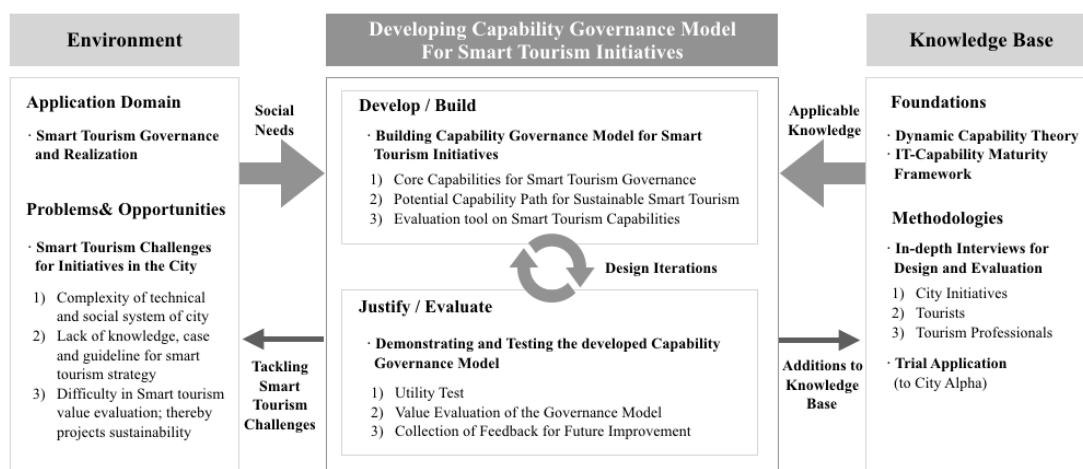 Environment
Application Domain
· Smart Tourism Governance
and Realization
Problems& Opportunities
· Smart Tourism Challenges
for Initiatives in the City
1) Complexity of technical
and social system of city
2) Lack of knowledge, case
and guideline for smart
tourism strategy
3) Difficulty in Smart tourism
value evaluation; thereby
projects sustainability
Social
Needs
Tackling
Smart
Tourism
Challenges
Developing Capability Governance Model
For Smart Tourism Initiatives
Develop / Build
· Building Capability Governance Model for Smart
Tourism Initiatives
1) Core Capabilities for Smart Tourism Governance
2) Potential Capability Path for Sustainable Smart Tourism
3) Evaluation tool on Smart Tourism Capabilities
Design Iterations
Justify / Evaluate
· Demonstrating and Testing the developed Capability
Governance Model
1) Utility Test
2) Value Evaluation of the Governance Model
3) Collection of Feedback for Future Improvement
Applicable
Knowledge
Additions to
Knowledge
Base
Knowledge Base
Foundations
· Dynamic Capability Theory
· IT-Capability Maturity
Framework
Methodologies
· In-depth Interviews for
Design and Evaluation
1) City Initiatives
2) Tourists
3) Tourism Professionals
· Trial Application
(to City Alpha)